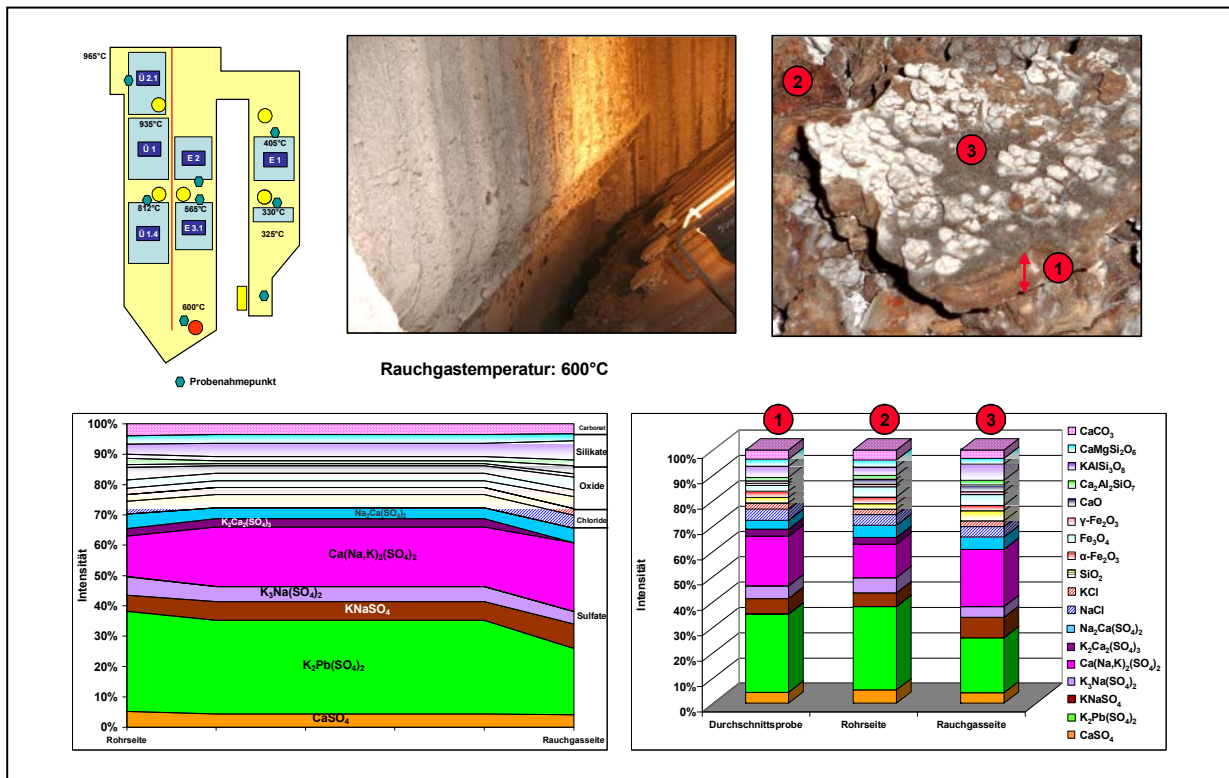 965°C
Ü 2.1
935°C
Ü 1
E 2
405°C
E 1
812°C
565°C
330°C
Ü 1.4
E 3.1
325°C
600°C
Probenahmepunkt
Rauchgastemperatur: 600°C
2
3
1
100%
90%
80%
70%
60%
50%
40%
30%
20%
10%
0%
Intensität
Rohrseite
Rauchgasseite
Carbonat
Silikate
Oxide
Chloride
Sulfate
Na₂Ca(SO₄)₂
K₂Ca₂(SO₄)₃
Ca(Na,K)₂(SO₄)₂
K₃Na(SO₄)₂
KNaSO₄
K₂Pb(SO₄)₂
CaSO₄
1
2
3
100%
90%
80%
70%
60%
50%
40%
30%
20%
10%
0%
Intensität
Durchschnittsprobe
Rohrseite
Rauchgasseite
CaCO₃
CaMgSi₂O₆
KAlSi₃O₈
Ca₂Al₂SiO₇
CaO
γ-Fe₂O₃
Fe₃O₄
α-Fe₂O₃
SiO₂
KCl
NaCl
Na₂Ca(SO₄)₂
K₂Ca₂(SO₄)₃
Ca(Na,K)₂(SO₄)₂
K₃Na(SO₄)₂
KNaSO₄
K₂Pb(SO₄)₂
CaSO₄